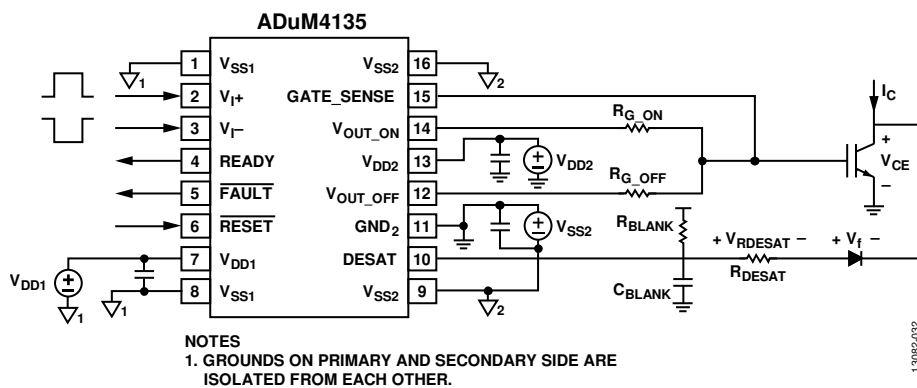 ADuM4135
1 VSS1
2 VI+
3 VI−
4 READY
5 FAULT
6 RESET
7 VDD1
8 VSS1
VSS2 16
GATE_SENSE 15
VOUT_ON 14
VDD2 13
VOUT_OFF 12
GND2 11
DESAT 10
VSS2 9
1
VDD1
1
1
2
VDD2
VSS2
2
RG_ON
RG_OFF
RBLANK
CBLANK
+ VRDESAT −
RDESAT
+ Vf −
IC
+
VCE
−
NOTES
1. GROUNDS ON PRIMARY AND SECONDARY SIDE ARE
ISOLATED FROM EACH OTHER.
13082-032